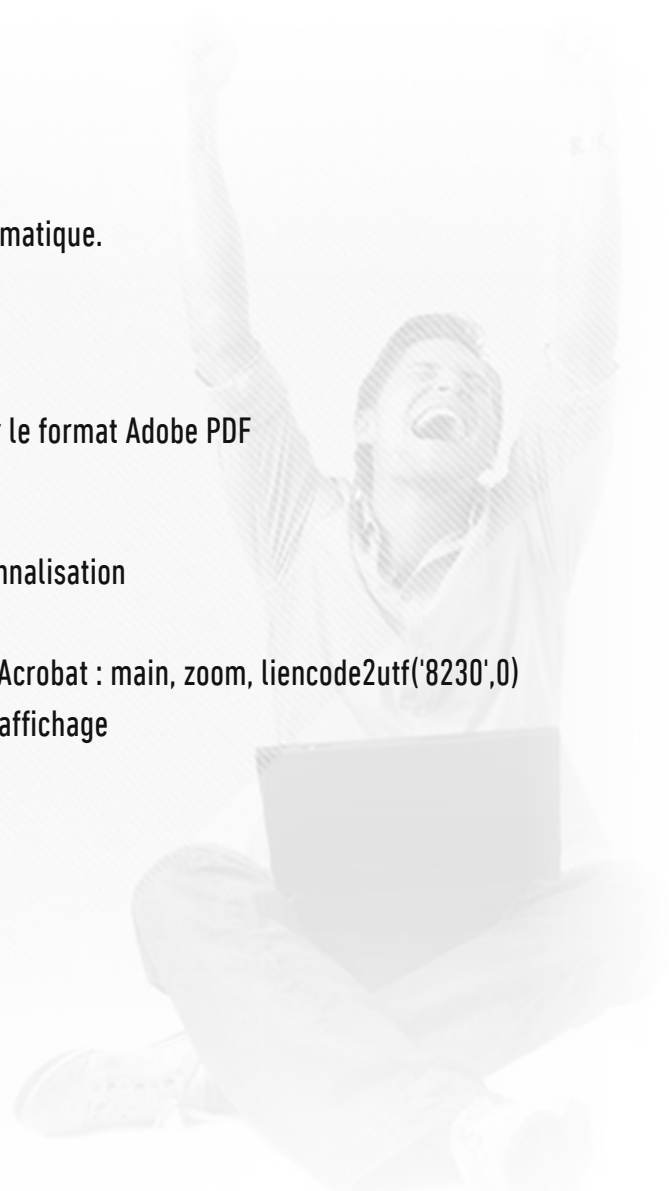 matique.
le format Adobe PDF
nnalisation
Acrobat : main, zoom, liencode2utf('8230',0)
affichage